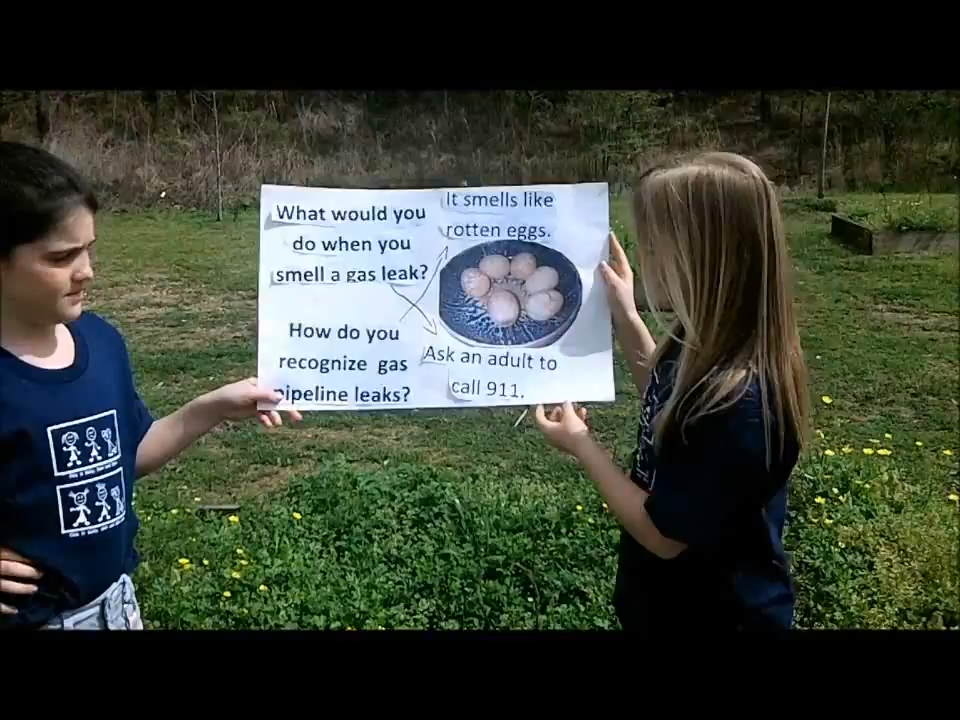 What would you
do when you
smell a gas leak?
How do you
recognize gas
pipeline leaks?
It smells like
rotten eggs.
Ask an adult to
call 911.